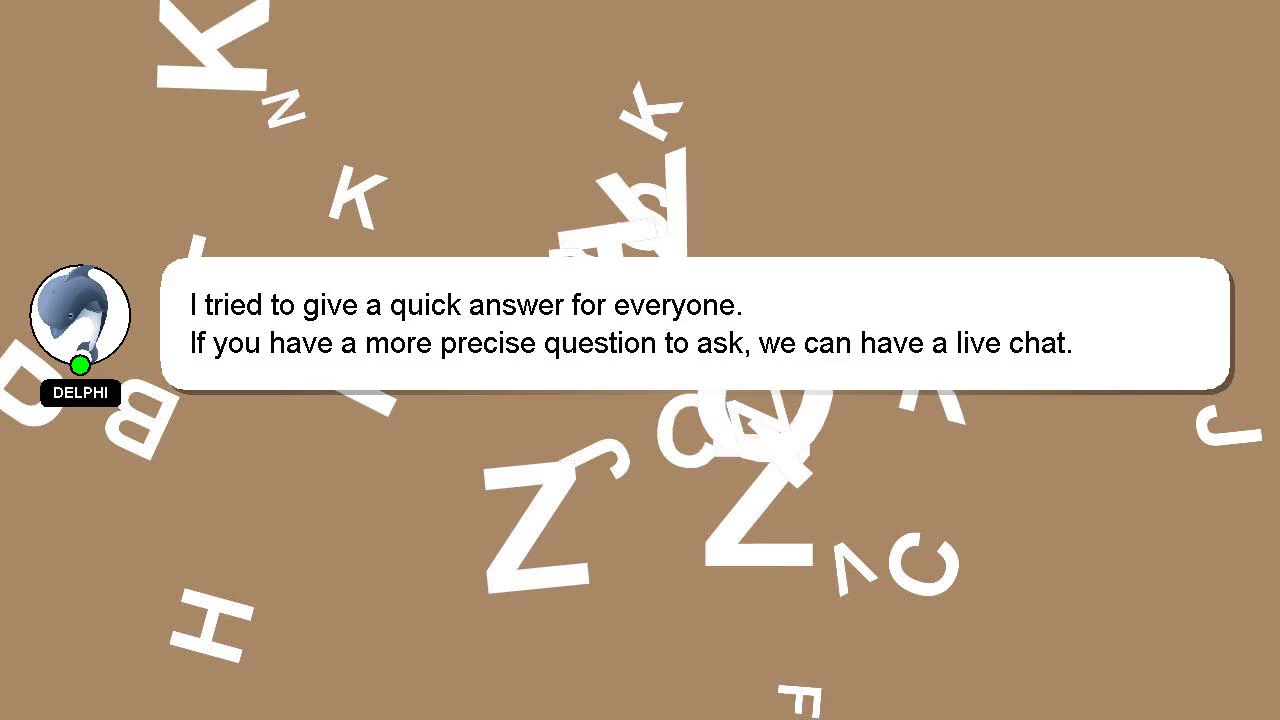 I tried to give a quick answer for everyone.
If you have a more precise question to ask, we can have a live chat.
DELPHI
K
N
K
K
S
B
J
C
N
K
J
Z
Z
V
C
H
F